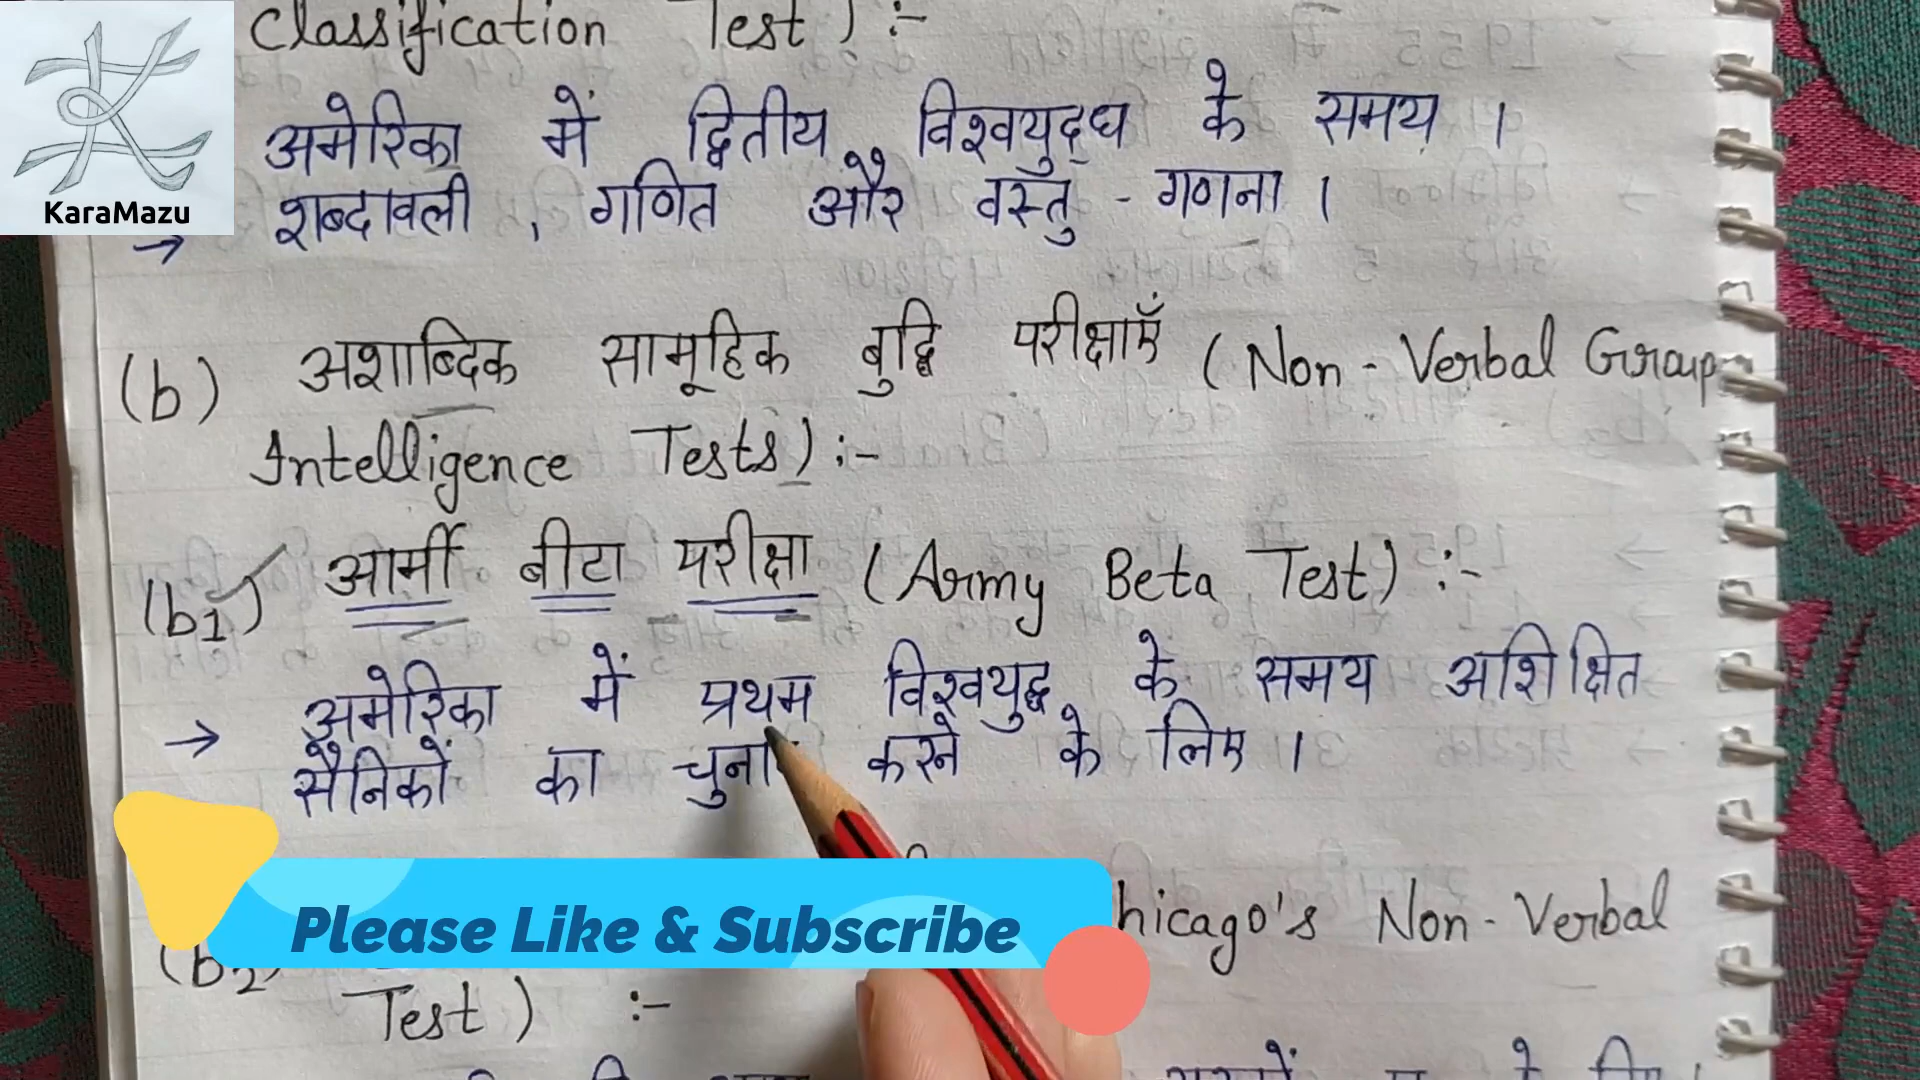 Classification Test) :-
अमेरिका में द्वितीय विश्वयुद्ध के समय ।
→ शब्दावली , गणित और वस्तु - गणना ।
(b) अशाब्दिक सामूहिक बुद्धि परीक्षाएँ (Non - Verbal Group
Intelligence Tests) :-
(b1) आर्मी बीटा परीक्षा (Army Beta Test) :-
→ अमेरिका में प्रथम विश्वयुद्ध के समय अशिक्षित
सैनिकों का चुना करने के लिए ।
hicago's Non - Verbal
(b2)
Test) :-
KaraMazu
Please Like & Subscribe